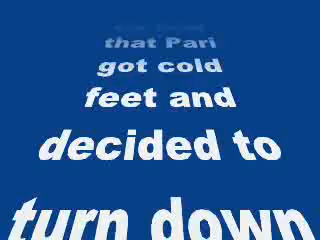 that Pari
got cold
feet and
decided to
turn down